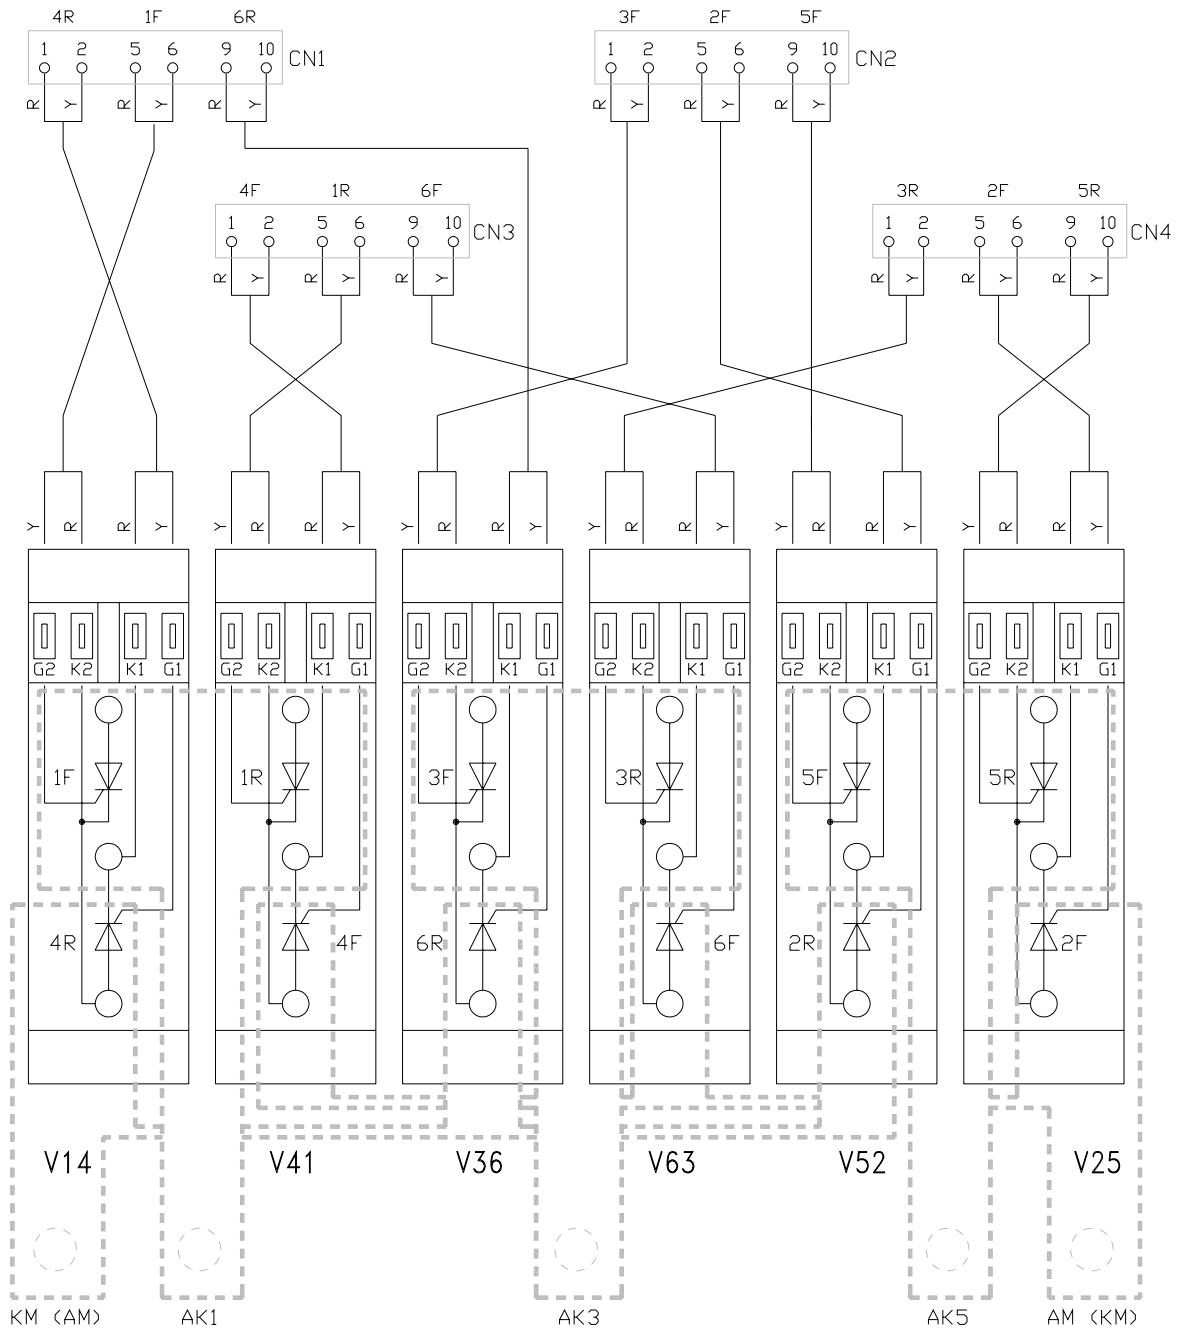 4R 1F 6R 3F 2F 5F
1 2 5 6 9 10 CN1 1 2 5 6 9 10 CN2
R Y R Y R Y R Y R Y R Y
4F 1R 6F 3R 2F 5R
1 2 5 6 9 10 CN3 1 2 5 6 9 10 CN4
R Y R Y R Y R Y R Y
Y R R Y Y R R Y Y R R Y Y R R Y Y R R Y Y R R Y
G2 K2 K1 G1 G2 K2 K1 G1 G2 K2 K1 G1 G2 K2 K1 G1 G2 K2 K1 G1 G2 K2 K1 G1
1F 1R 3F 3R 5F 5R
4R 4F 6R 6F 2R 2F
V14 V41 V36 V63 V52 V25
KM (AM) AK1 AK3 AK5 AM (KM)